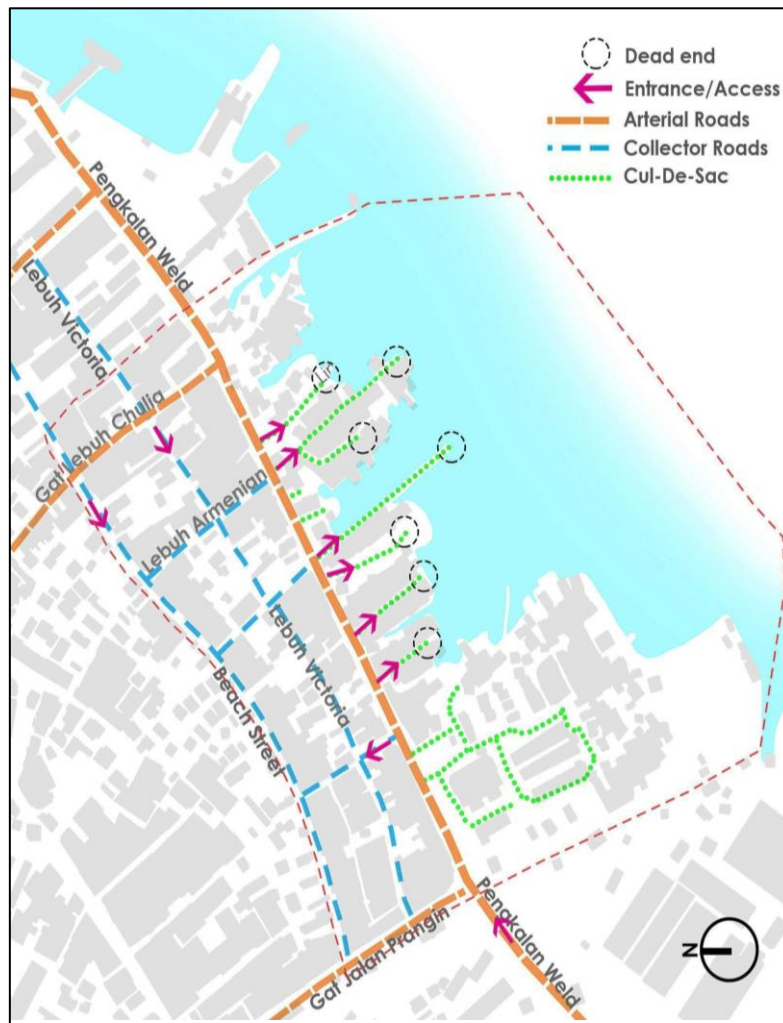 Dead end
Entrance/Access
Arterial Roads
Collector Roads
Cul-De-Sac
Pengkalan Weld
Lebuh Victoria
Gat Lebuh Chulia
Lebuh Armenian
Lebuh Victoria
Beach Street
Pengkalan Weld
Gat Jalan Prangin
N